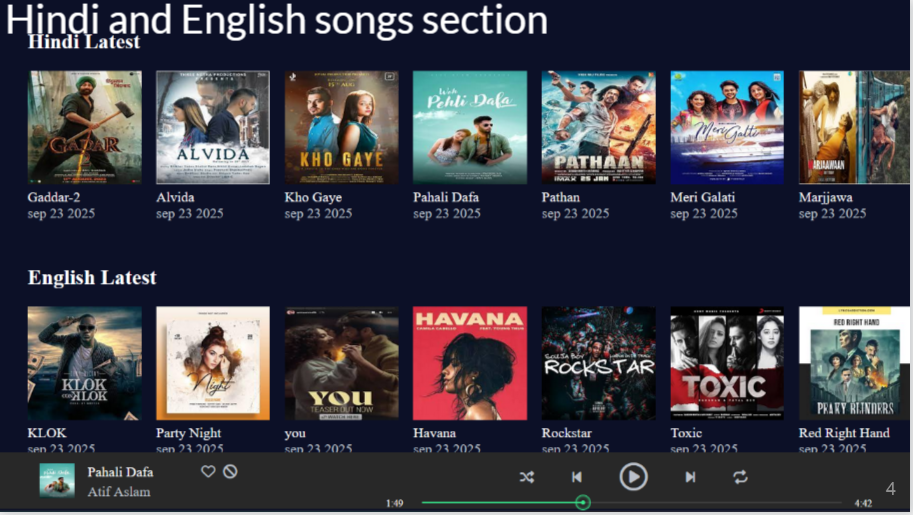 Hindi and English songs section
Hindi Latest
GADAR
ALVIDA
KHO GAYE
Pehli Dafa
PATHAAN
Meri Galti
MARJAAWAAN
Gaddar-2
Alvida
Kho Gaye
Pahali Dafa
Pathan
Meri Galati
Marjjawa
sep 23 2025
sep 23 2025
sep 23 2025
sep 23 2025
sep 23 2025
sep 23 2025
sep 23 2025
English Latest
KLOK
KLOK
Night
YOU
TEASER OUT NOW
HAVANA
CAMILA CABELLO FEAT. YOUNG THUG
SOULJA BOY
ROCKSTAR
TOXIC
RED RIGHT HAND
PEAKY BLINDERS
KLOK
Party Night
you
Havana
Rockstar
Toxic
Red Right Hand
sep 23 2025
sep 23 2025
sep 23 2025
sep 23 2025
sep 23 2025
sep 23 2025
sep 23 2025
Pahali Dafa
Atif Aslam
1:49
4:42
4